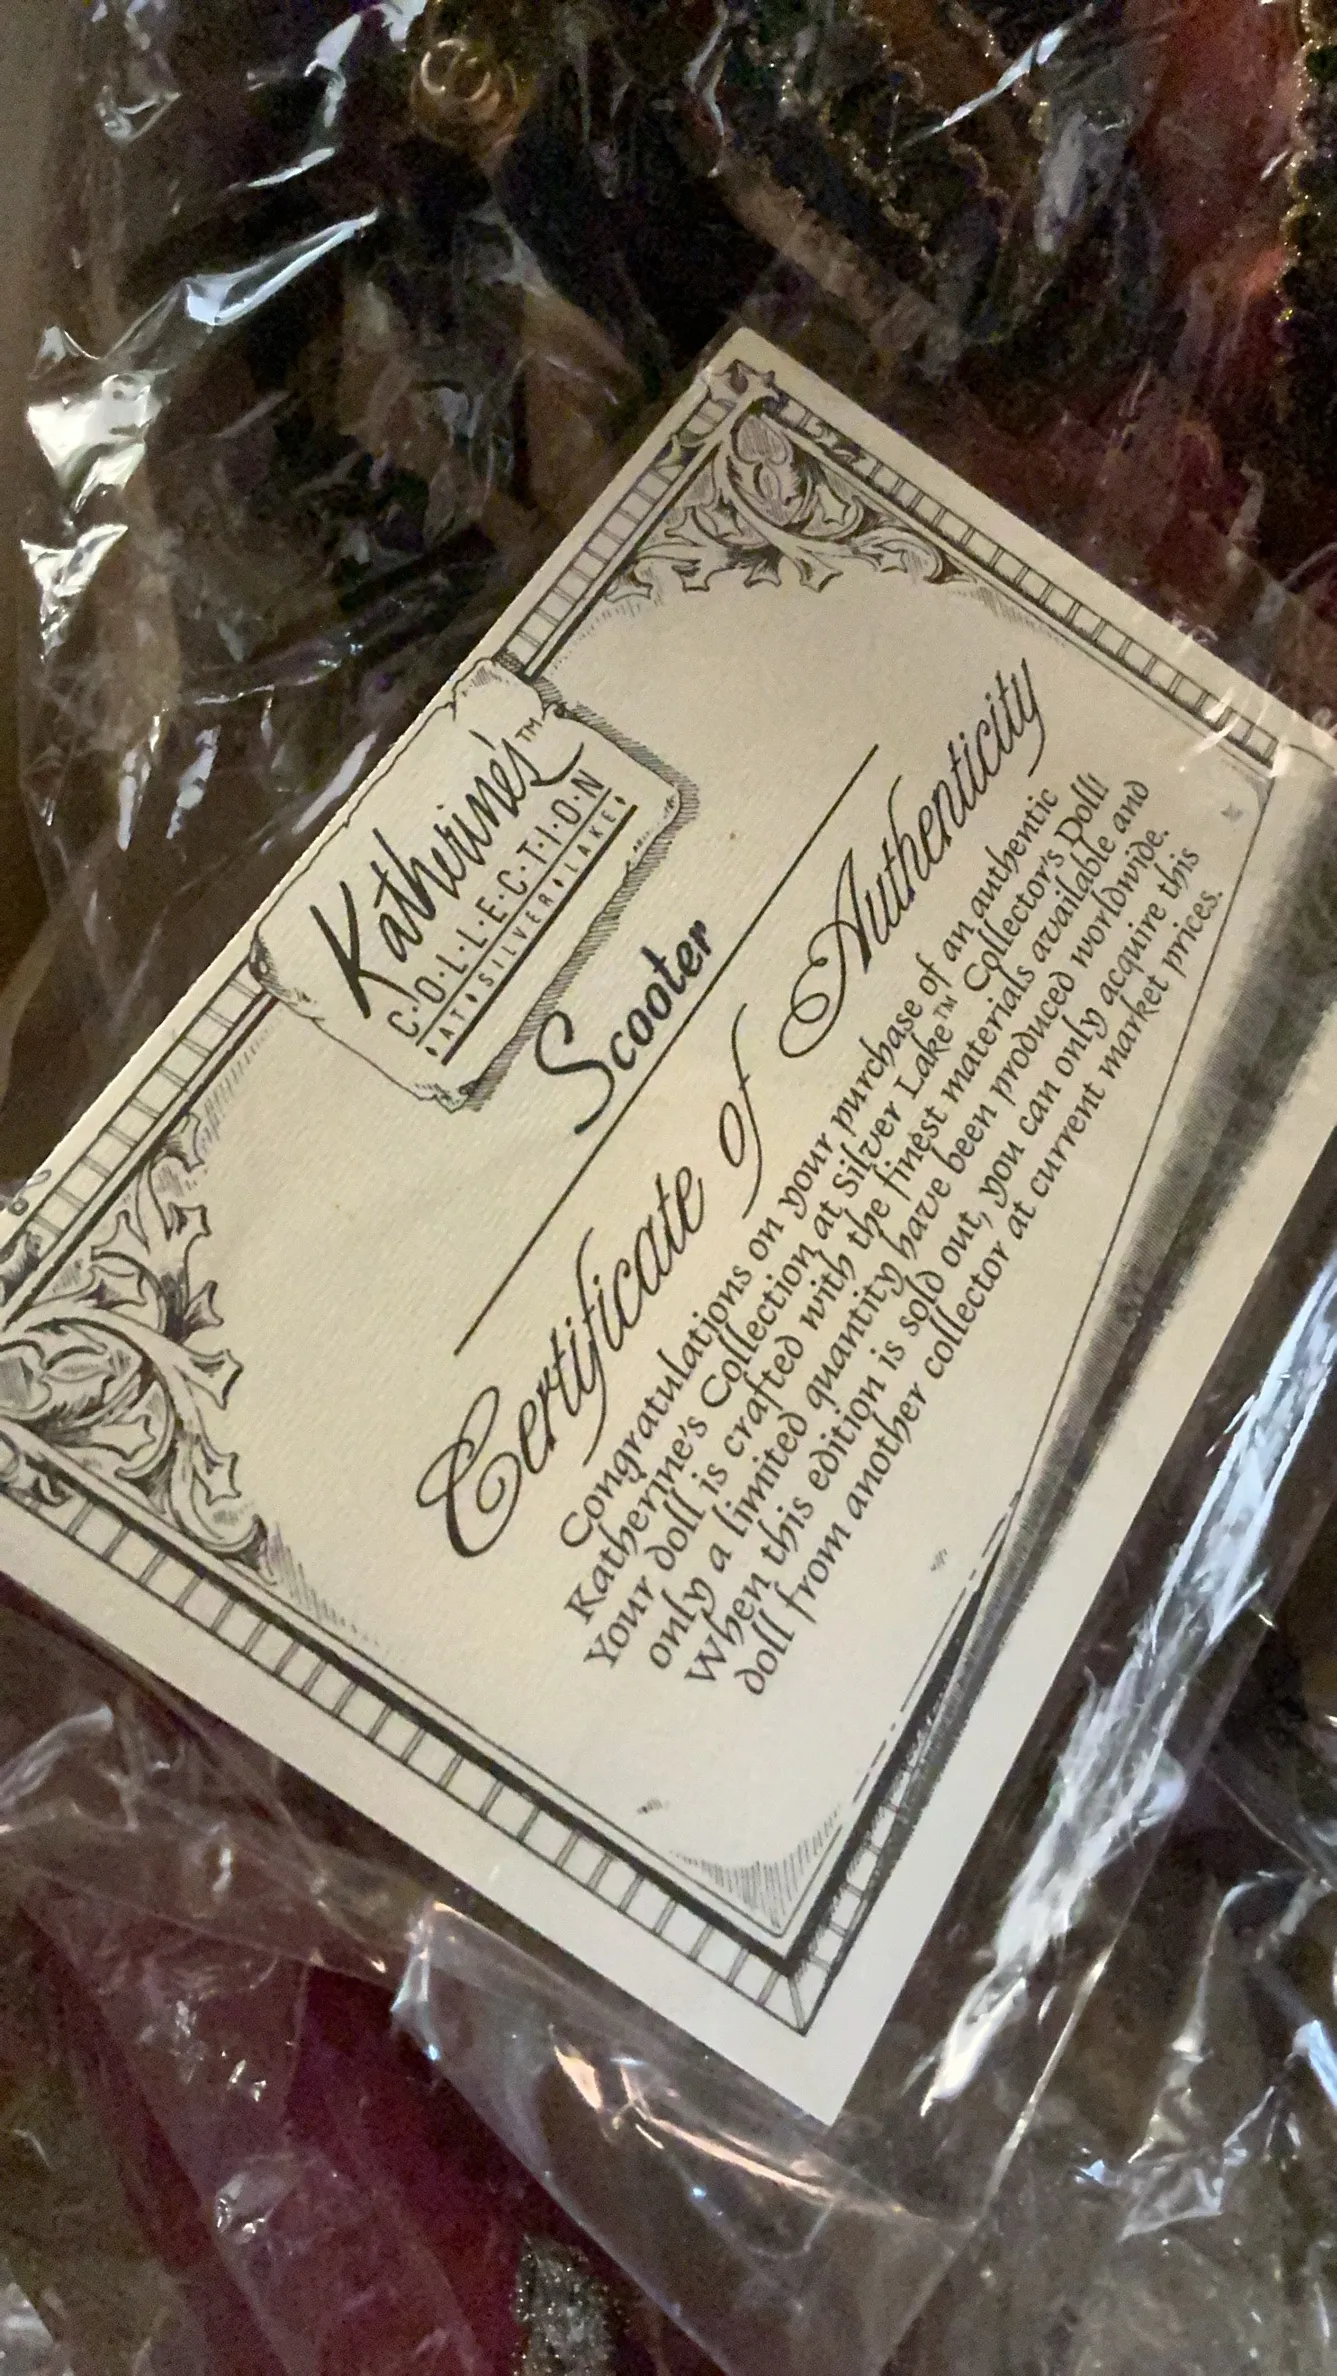 Katherine's™
C·O·L·L·E·C·T·I·O·N
·AT·SILVER·LAKE·
Scooter
Certificate of Authenticity
Congratulations on your purchase of an authentic
Katherine's Collection at Silver Lake™ Collector's Doll!
Your doll is crafted with the finest materials available and
only a limited quantity have been produced worldwide.
When this edition is sold out, you can only acquire this
doll from another collector at current market prices.